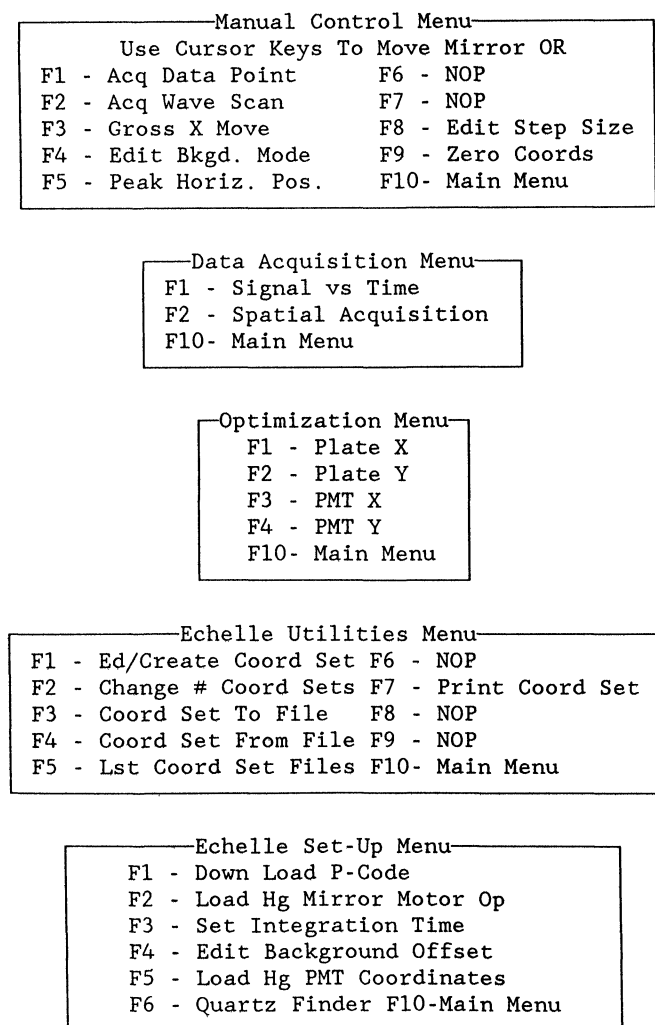 Manual Control Menu
Use Cursor Keys To Move Mirror OR
F1 - Acq Data Point F6 - NOP
F2 - Acq Wave Scan F7 - NOP
F3 - Gross X Move F8 - Edit Step Size
F4 - Edit Bkgd. Mode F9 - Zero Coords
F5 - Peak Horiz. Pos. F10- Main Menu
Data Acquisition Menu
F1 - Signal vs Time
F2 - Spatial Acquisition
F10- Main Menu
Optimization Menu
F1 - Plate X
F2 - Plate Y
F3 - PMT X
F4 - PMT Y
F10- Main Menu
Echelle Utilities Menu
F1 - Ed/Create Coord Set F6 - NOP
F2 - Change # Coord Sets F7 - Print Coord Set
F3 - Coord Set To File F8 - NOP
F4 - Coord Set From File F9 - NOP
F5 - Lst Coord Set Files F10- Main Menu
Echelle Set-Up Menu
F1 - Down Load P-Code
F2 - Load Hg Mirror Motor Op
F3 - Set Integration Time
F4 - Edit Background Offset
F5 - Load Hg PMT Coordinates
F6 - Quartz Finder F10-Main Menu